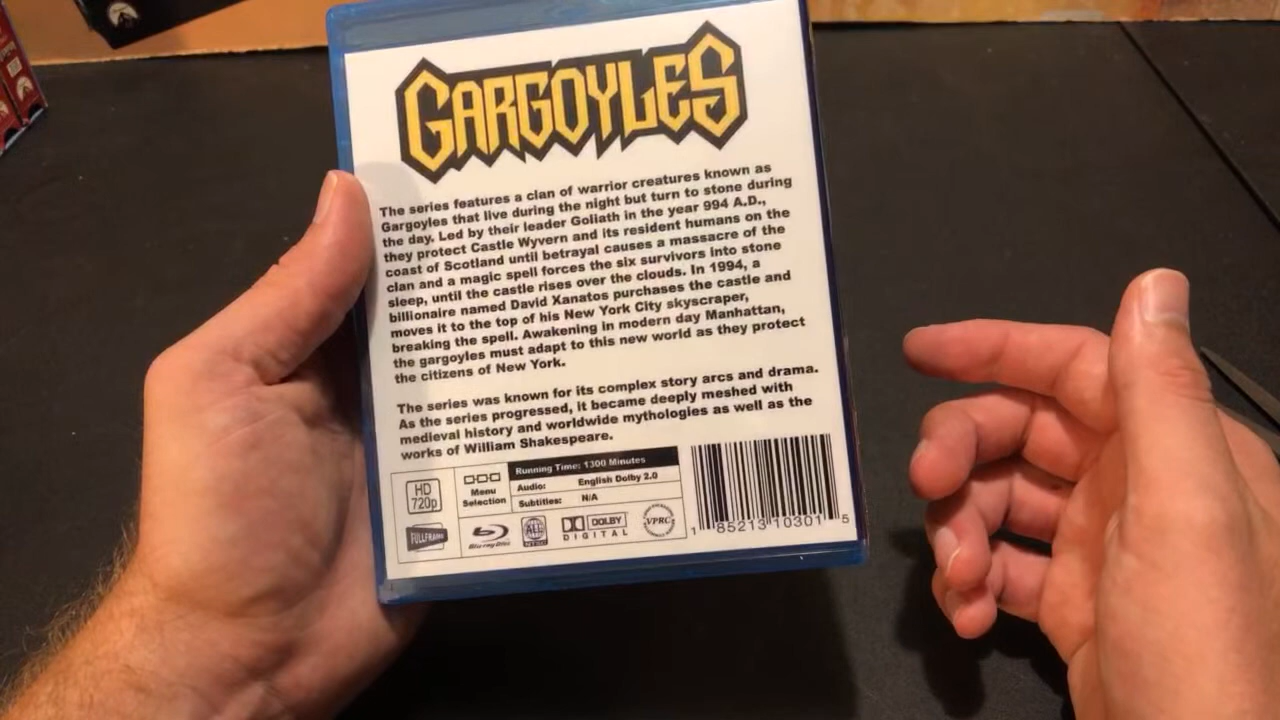 GARGOYLES
The series features a clan of warrior creatures known as
Gargoyles that live during the night but turn to stone during
the day. Led by their leader Goliath in the year 994 A.D.,
they protect Castle Wyvern and its resident humans on the
coast of Scotland until betrayal causes a massacre of the
clan and a magic spell forces the six survivors into stone
sleep, until the castle rises over the clouds. In 1994, a
billionaire named David Xanatos purchases the castle and
moves it to the top of his New York City skyscraper,
breaking the spell. Awakening in modern day Manhattan,
the gargoyles must adapt to this new world as they protect
the citizens of New York.
The series was known for its complex story arcs and drama.
As the series progressed, it became deeply meshed with
medieval history and worldwide mythologies as well as the
works of William Shakespeare.
HD
720p
Menu
Selection
Running Time: 1300 Minutes
Audio: English Dolby 2.0
Subtitles: N/A
FULLFRAME
Blu-ray Disc
ALL
NTSC
DOLBY
DIGITAL
VPRC
1 85213 10301 5